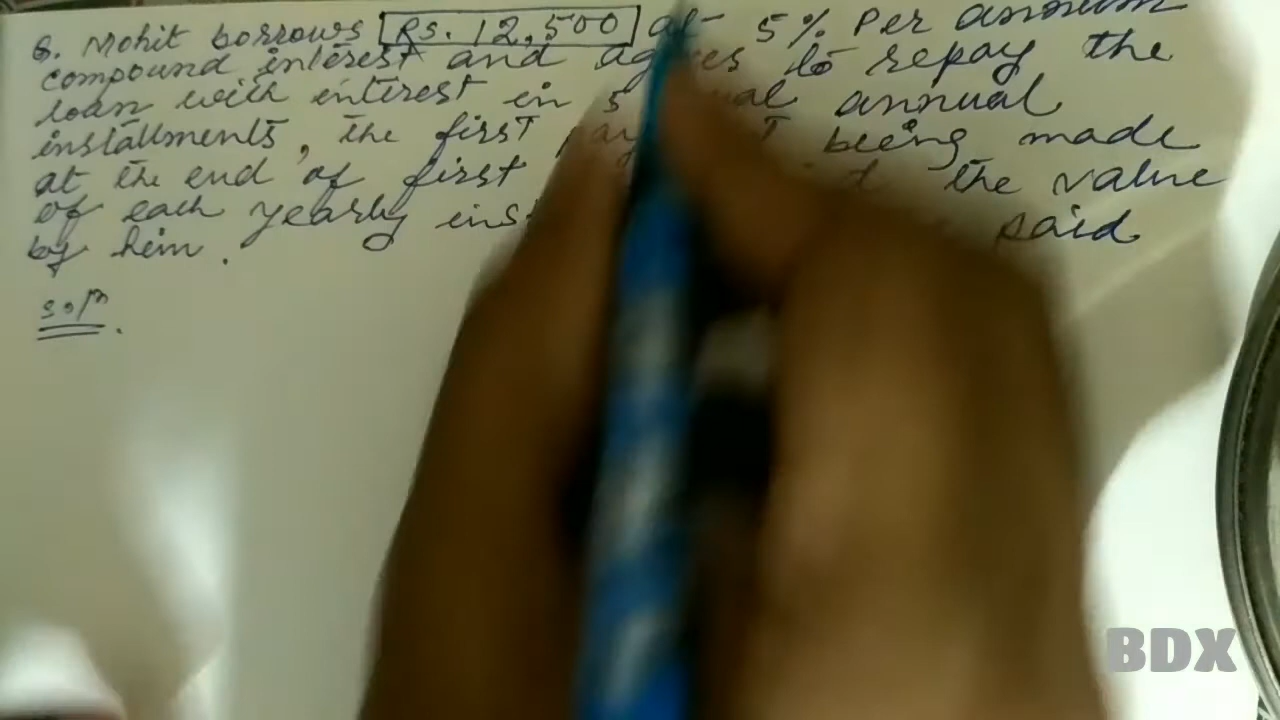 6. Mohit borrows Rs. 12,500 at 5% Per annum
compound interest and agrees to repay the
loan with interest in 5 annual
installments, the first being made
at the end of first the value
of each yearly said
by him.
Soln.
BDX